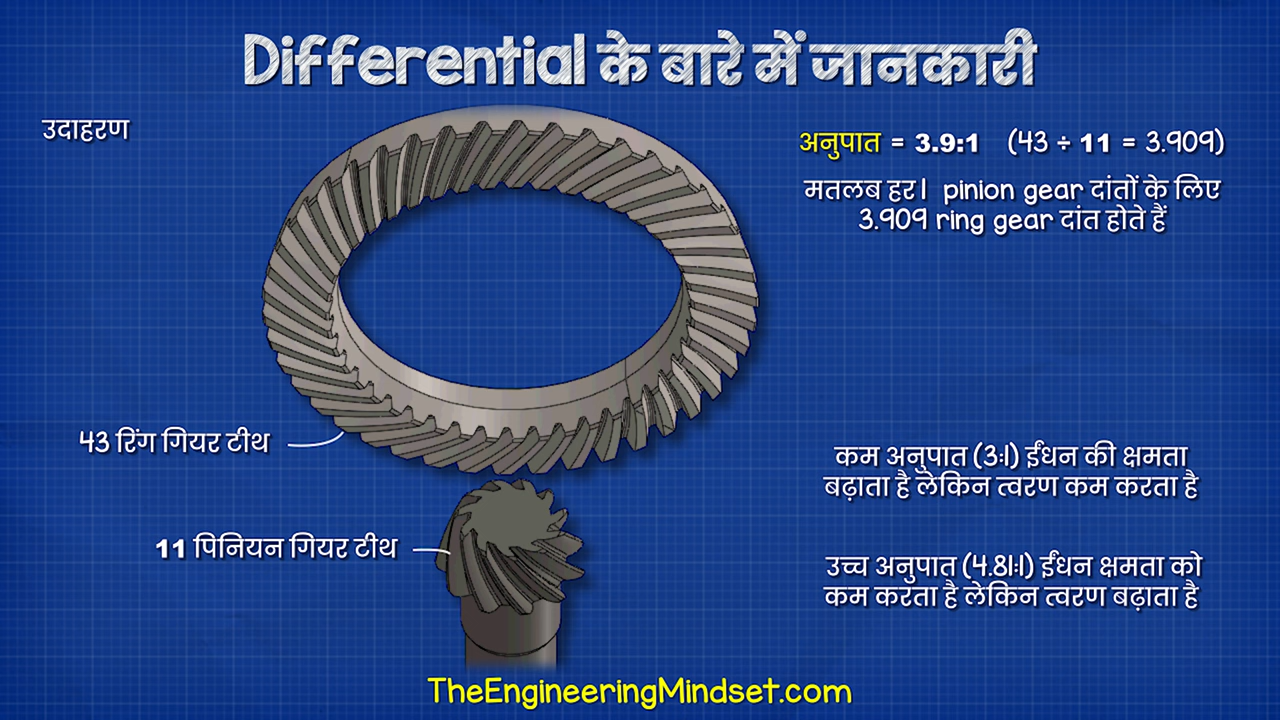 Differential के बारे में जानकारी
उदाहरण
अनुपात = 3.9:1 (43 ÷ 11 = 3.909)
मतलब हर 1 pinion gear दांतों के लिए
3.909 ring gear दांत होते हैं
43 रिंग गियर टीथ
11 पिनियन गियर टीथ
कम अनुपात (3:1) ईंधन की क्षमता
बढ़ाता है लेकिन त्वरण कम करता है
उच्च अनुपात (4.81:1) ईंधन क्षमता को
कम करता है लेकिन त्वरण बढ़ाता है
TheEngineeringMindset.com